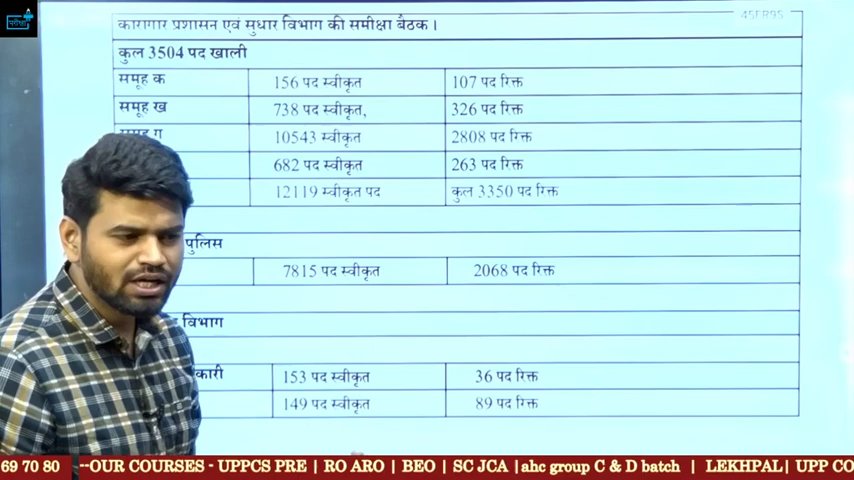 परीक्षा
45ER9S
कारागार प्रशासन एवं सुधार विभाग की समीक्षा बैठक।
कुल 3504 पद खाली
समूह क 156 पद स्वीकृत 107 पद रिक्त
समूह ख 738 पद स्वीकृत, 326 पद रिक्त
समूह ग 10543 स्वीकृत 2808 पद रिक्त
682 पद स्वीकृत 263 पद रिक्त
12119 स्वीकृत पद कुल 3350 पद रिक्त
पुलिस
7815 पद स्वीकृत 2068 पद रिक्त
विभाग
कारी 153 पद स्वीकृत 36 पद रिक्त
149 पद स्वीकृत 89 पद रिक्त
69 70 80 --OUR COURSES - UPPCS PRE | RO ARO | BEO | SC JCA |ahc group C & D batch | LEKHPAL| UPP CO